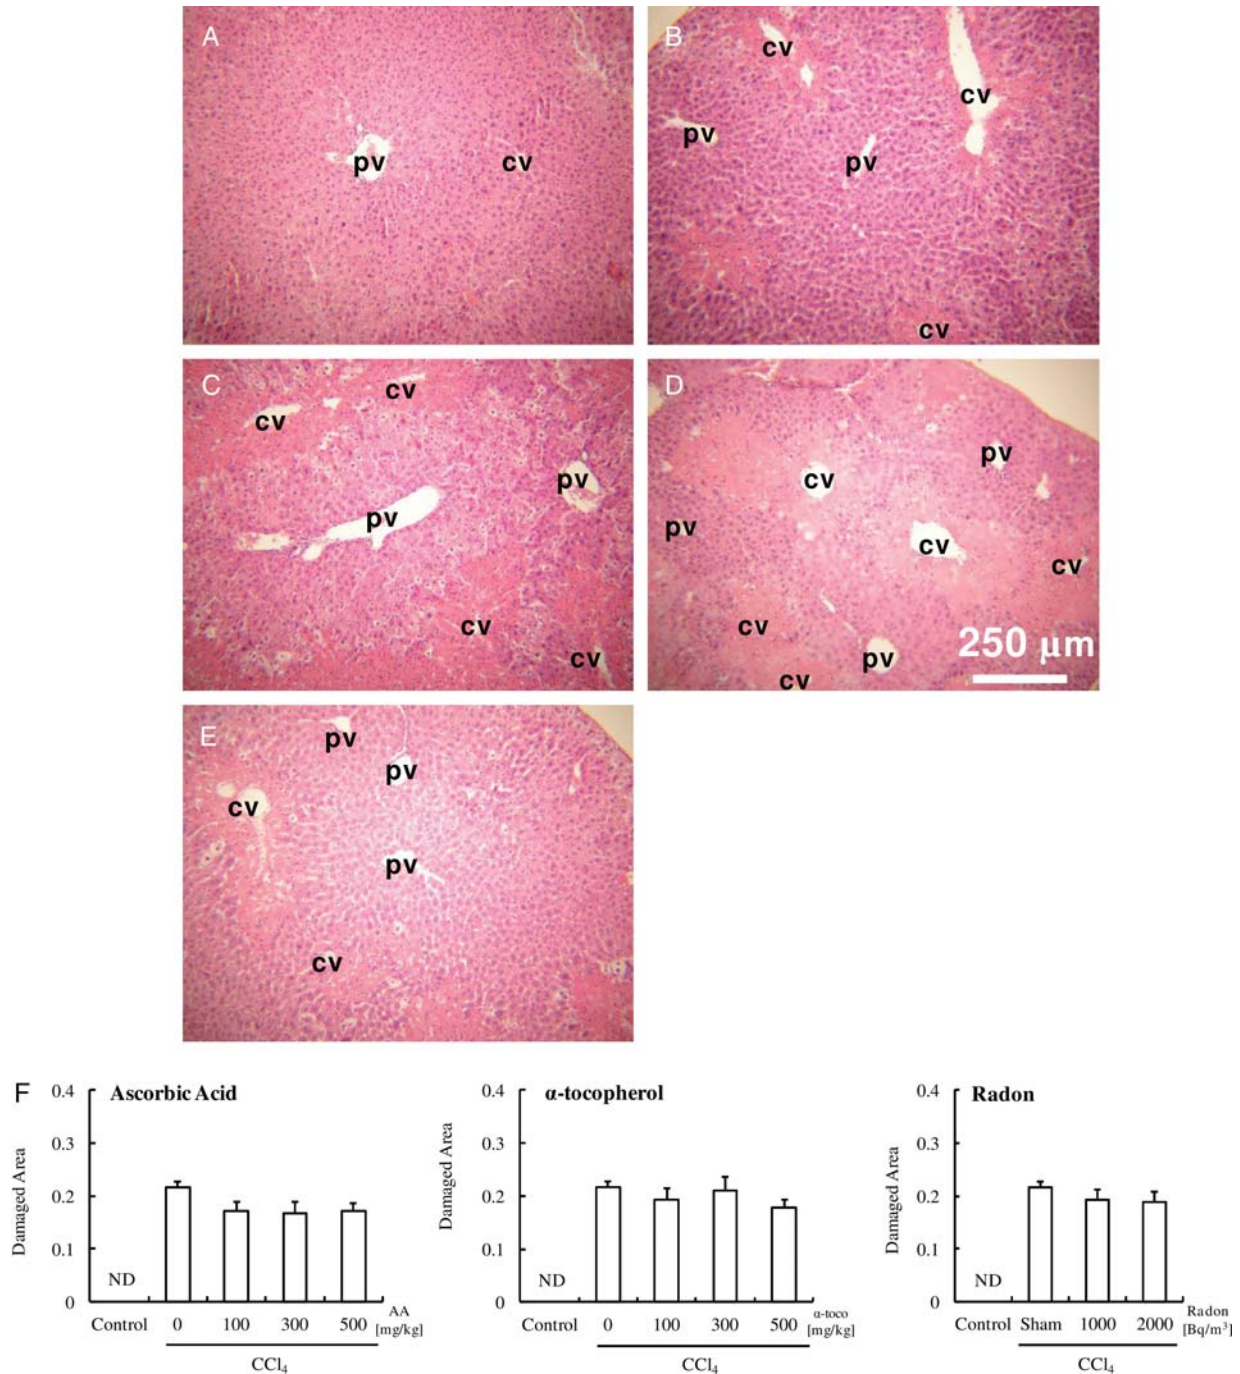 A
pv
cv
B
cv
cv
pv
pv
cv
C
cv
cv
pv
pv
cv
cv
D
pv
cv
pv
cv
cv
cv
pv
cv
250 μm
E
pv
pv
cv
pv
cv
F
Ascorbic Acid
Damaged Area
0.4
0.3
0.2
0.1
0
ND
Control 0 100 300 500 AA [mg/kg]
CCl₄
α-tocopherol
Damaged Area
0.4
0.3
0.2
0.1
0
ND
Control 0 100 300 500 α-toco [mg/kg]
CCl₄
Radon
Damaged Area
0.4
0.3
0.2
0.1
0
ND
Control Sham 1000 2000 Radon [Bq/m³]
CCl₄